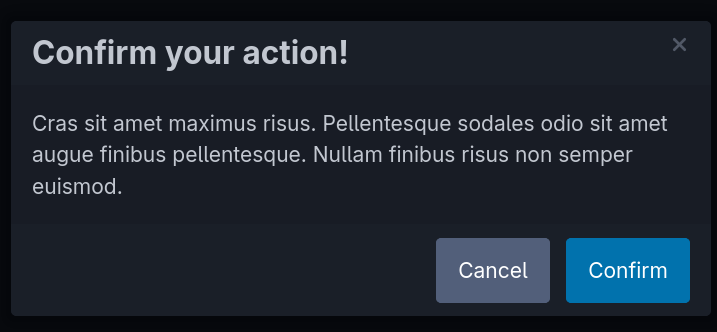 Confirm your action!
Cras sit amet maximus risus. Pellentesque sodales odio sit amet
augue finibus pellentesque. Nullam finibus risus non semper
euismod.
Cancel Confirm